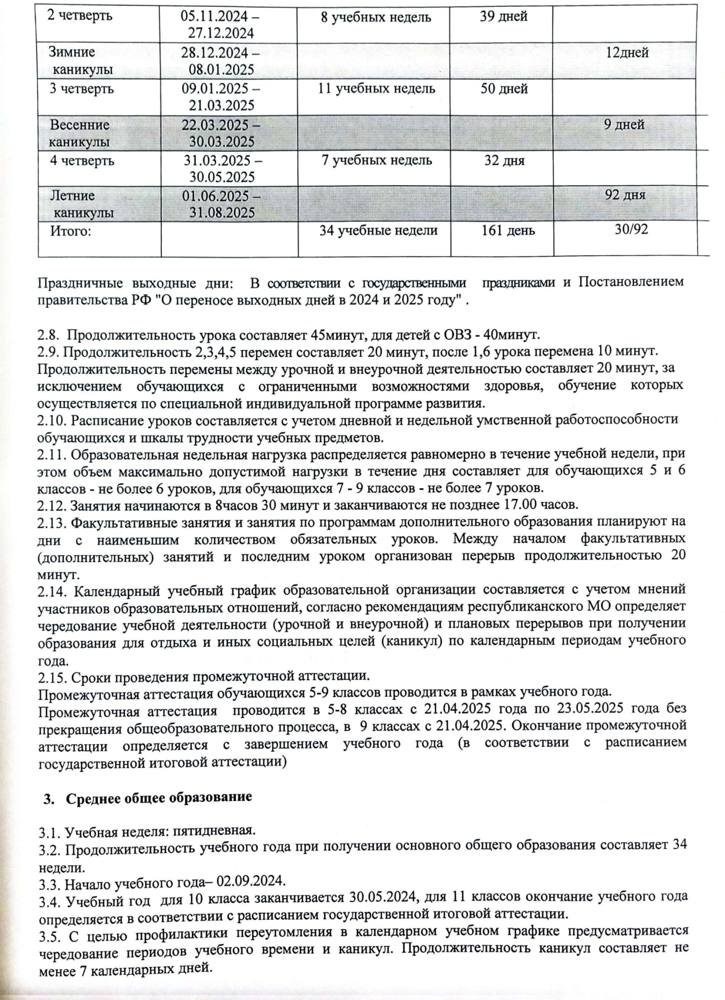 2 четверть 05.11.2024 – 8 учебных недель 39 дней
27.12.2024
Зимние 28.12.2024 – 12дней
каникулы 08.01.2025
3 четверть 09.01.2025 – 11 учебных недель 50 дней
21.03.2025
Весенние 22.03.2025 – 9 дней
каникулы 30.03.2025
4 четверть 31.03.2025 – 7 учебных недель 32 дня
30.05.2025
Летние 01.06.2025 – 92 дня
каникулы 31.08.2025
Итого: 34 учебные недели 161 день 30/92
Праздничные выходные дни: В соответствии с государственными праздниками и Постановлением
правительства РФ "О переносе выходных дней в 2024 и 2025 году" .
2.8. Продолжительность урока составляет 45минут, для детей с ОВЗ - 40минут.
2.9. Продолжительность 2,3,4,5 перемен составляет 20 минут, после 1,6 урока перемена 10 минут.
Продолжительность перемены между урочной и внеурочной деятельностью составляет 20 минут, за
исключением обучающихся с ограниченными возможностями здоровья, обучение которых
осуществляется по специальной индивидуальной программе развития.
2.10. Расписание уроков составляется с учетом дневной и недельной умственной работоспособности
обучающихся и шкалы трудности учебных предметов.
2.11. Образовательная недельная нагрузка распределяется равномерно в течение учебной недели, при
этом объем максимально допустимой нагрузки в течение дня составляет для обучающихся 5 и 6
классов - не более 6 уроков, для обучающихся 7 - 9 классов - не более 7 уроков.
2.12. Занятия начинаются в 8часов 30 минут и заканчиваются не позднее 17.00 часов.
2.13. Факультативные занятия и занятия по программам дополнительного образования планируют на
дни с наименьшим количеством обязательных уроков. Между началом факультативных
(дополнительных) занятий и последним уроком организован перерыв продолжительностью 20
минут.
2.14. Календарный учебный график образовательной организации составляется с учетом мнений
участников образовательных отношений, согласно рекомендациям республиканского МО определяет
чередование учебной деятельности (урочной и внеурочной) и плановых перерывов при получении
образования для отдыха и иных социальных целей (каникул) по календарным периодам учебного
года.
2.15. Сроки проведения промежуточной аттестации.
Промежуточная аттестация обучающихся 5-9 классов проводится в рамках учебного года.
Промежуточная аттестация проводится в 5-8 классах с 21.04.2025 года по 23.05.2025 года без
прекращения общеобразовательного процесса, в 9 классах с 21.04.2025. Окончание промежуточной
аттестации определяется с завершением учебного года (в соответствии с расписанием
государственной итоговой аттестации)
3. Среднее общее образование
3.1. Учебная неделя: пятидневная.
3.2. Продолжительность учебного года при получении основного общего образования составляет 34
недели.
3.3. Начало учебного года– 02.09.2024.
3.4. Учебный год для 10 класса заканчивается 30.05.2024, для 11 классов окончание учебного года
определяется в соответствии с расписанием государственной итоговой аттестации.
3.5. С целью профилактики переутомления в календарном учебном графике предусматривается
чередование периодов учебного времени и каникул. Продолжительность каникул составляет не
менее 7 календарных дней.